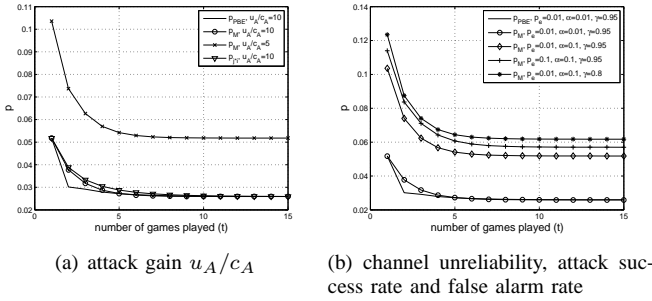 0.11
0.1
0.09
0.08
0.07
0.06
0.05
0.04
0.03
0.02
p
0 5 10 15
number of games played (t)
p_PBE, u_A/c_A=10
p_M, u_A/c_A=10
p_M, u_A/c_A=5
u_A/c_A=10
(a) attack gain u_A/c_A
0.14
0.12
0.1
0.08
0.06
0.04
0.02
p
0 5 10 15
number of games played (t)
p_PBE, p_e=0.01, α=0.01, γ=0.95
p_M, p_e=0.01, α=0.01, γ=0.95
p_M, p_e=0.01, α=0.1, γ=0.95
p_M, p_e=0.1, α=0.1, γ=0.95
p_M, p_e=0.01, α=0.1, γ=0.8
(b) channel unreliability, attack suc-
cess rate and false alarm rate